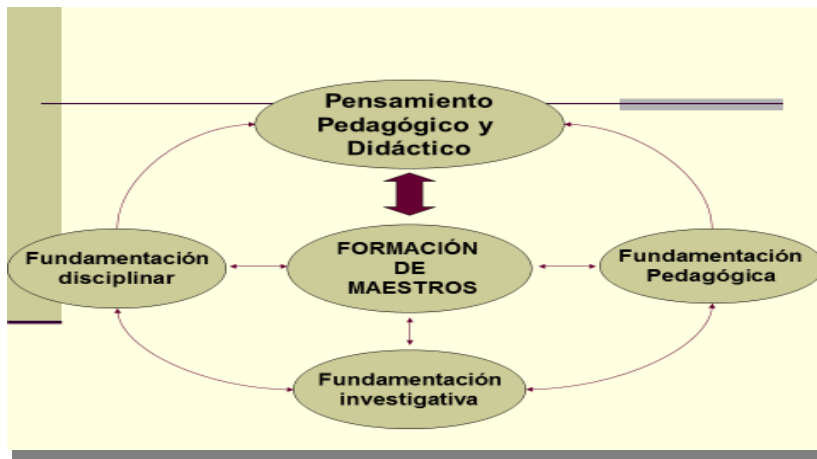 Pensamiento
Pedagógico y
Didáctico
Fundamentación
disciplinar
FORMACIÓN
DE
MAESTROS
Fundamentación
Pedagógica
Fundamentación
investigativa